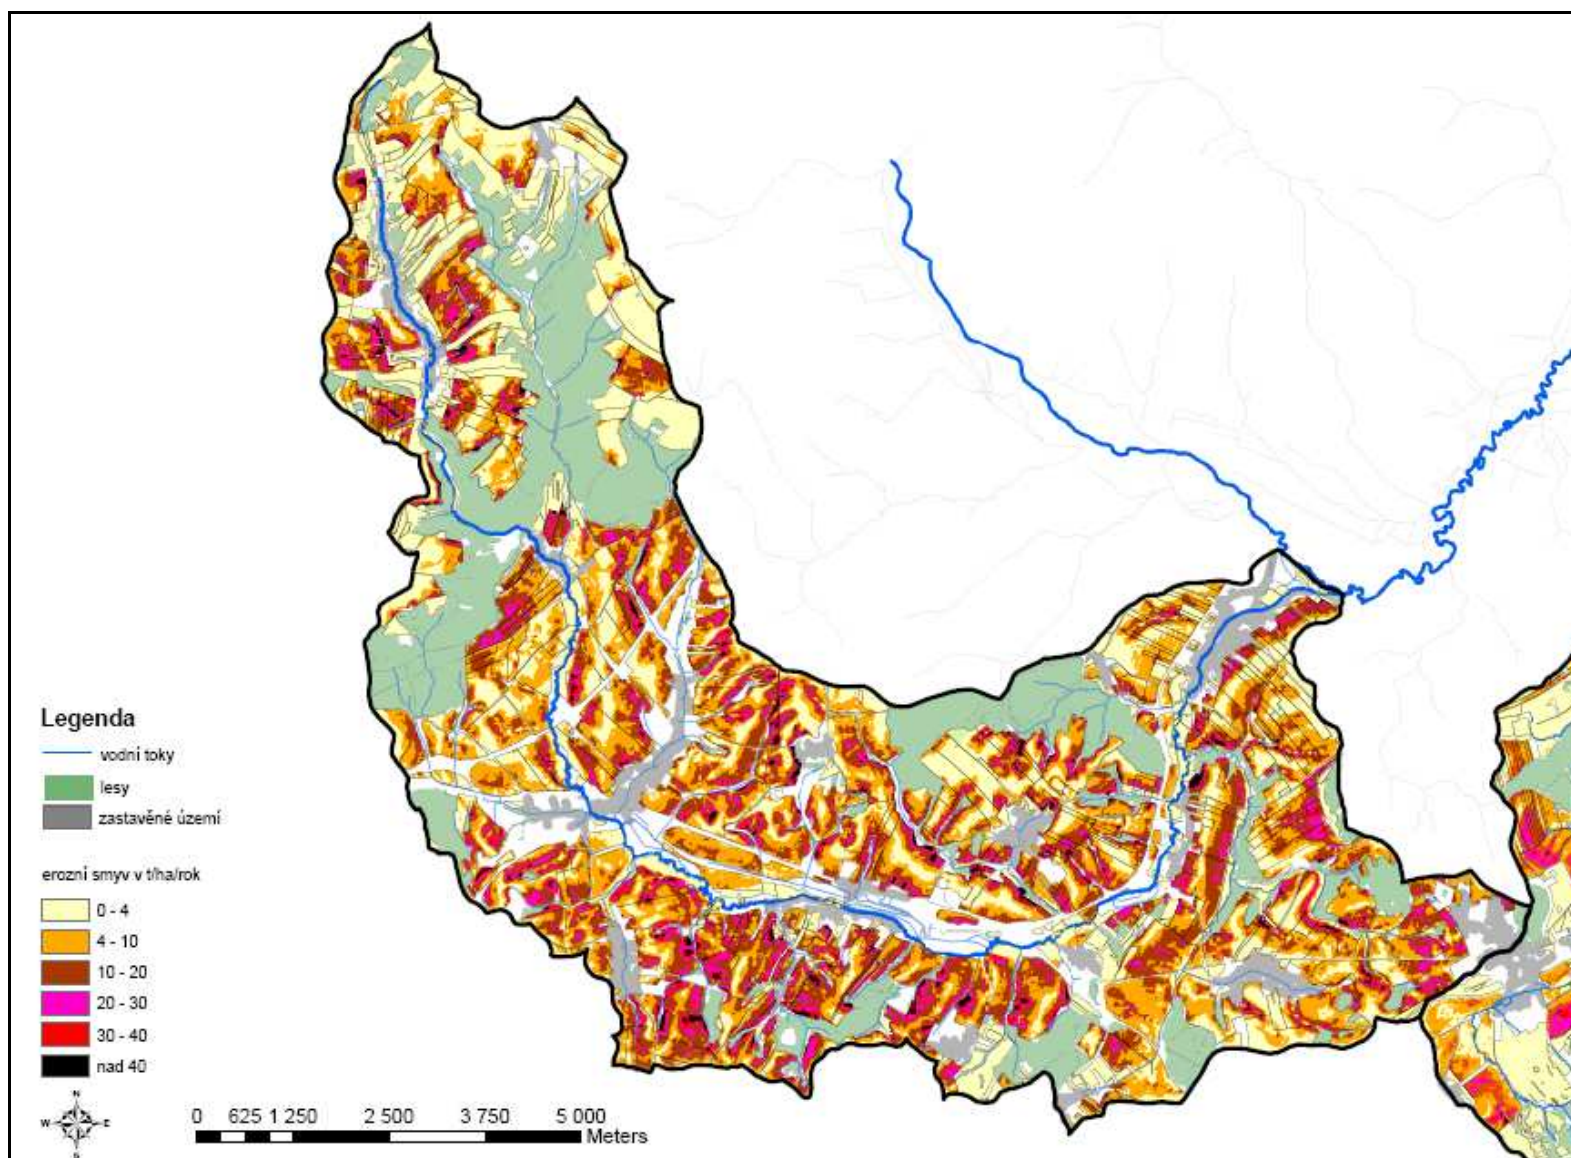 Legenda
vodní toky
lesy
zastavěné území
erozní smyv v t/ha/rok
0 - 4
4 - 10
10 - 20
20 - 30
30 - 40
nad 40
N
W E
S
0 625 1 250 2 500 3 750 5 000
Meters